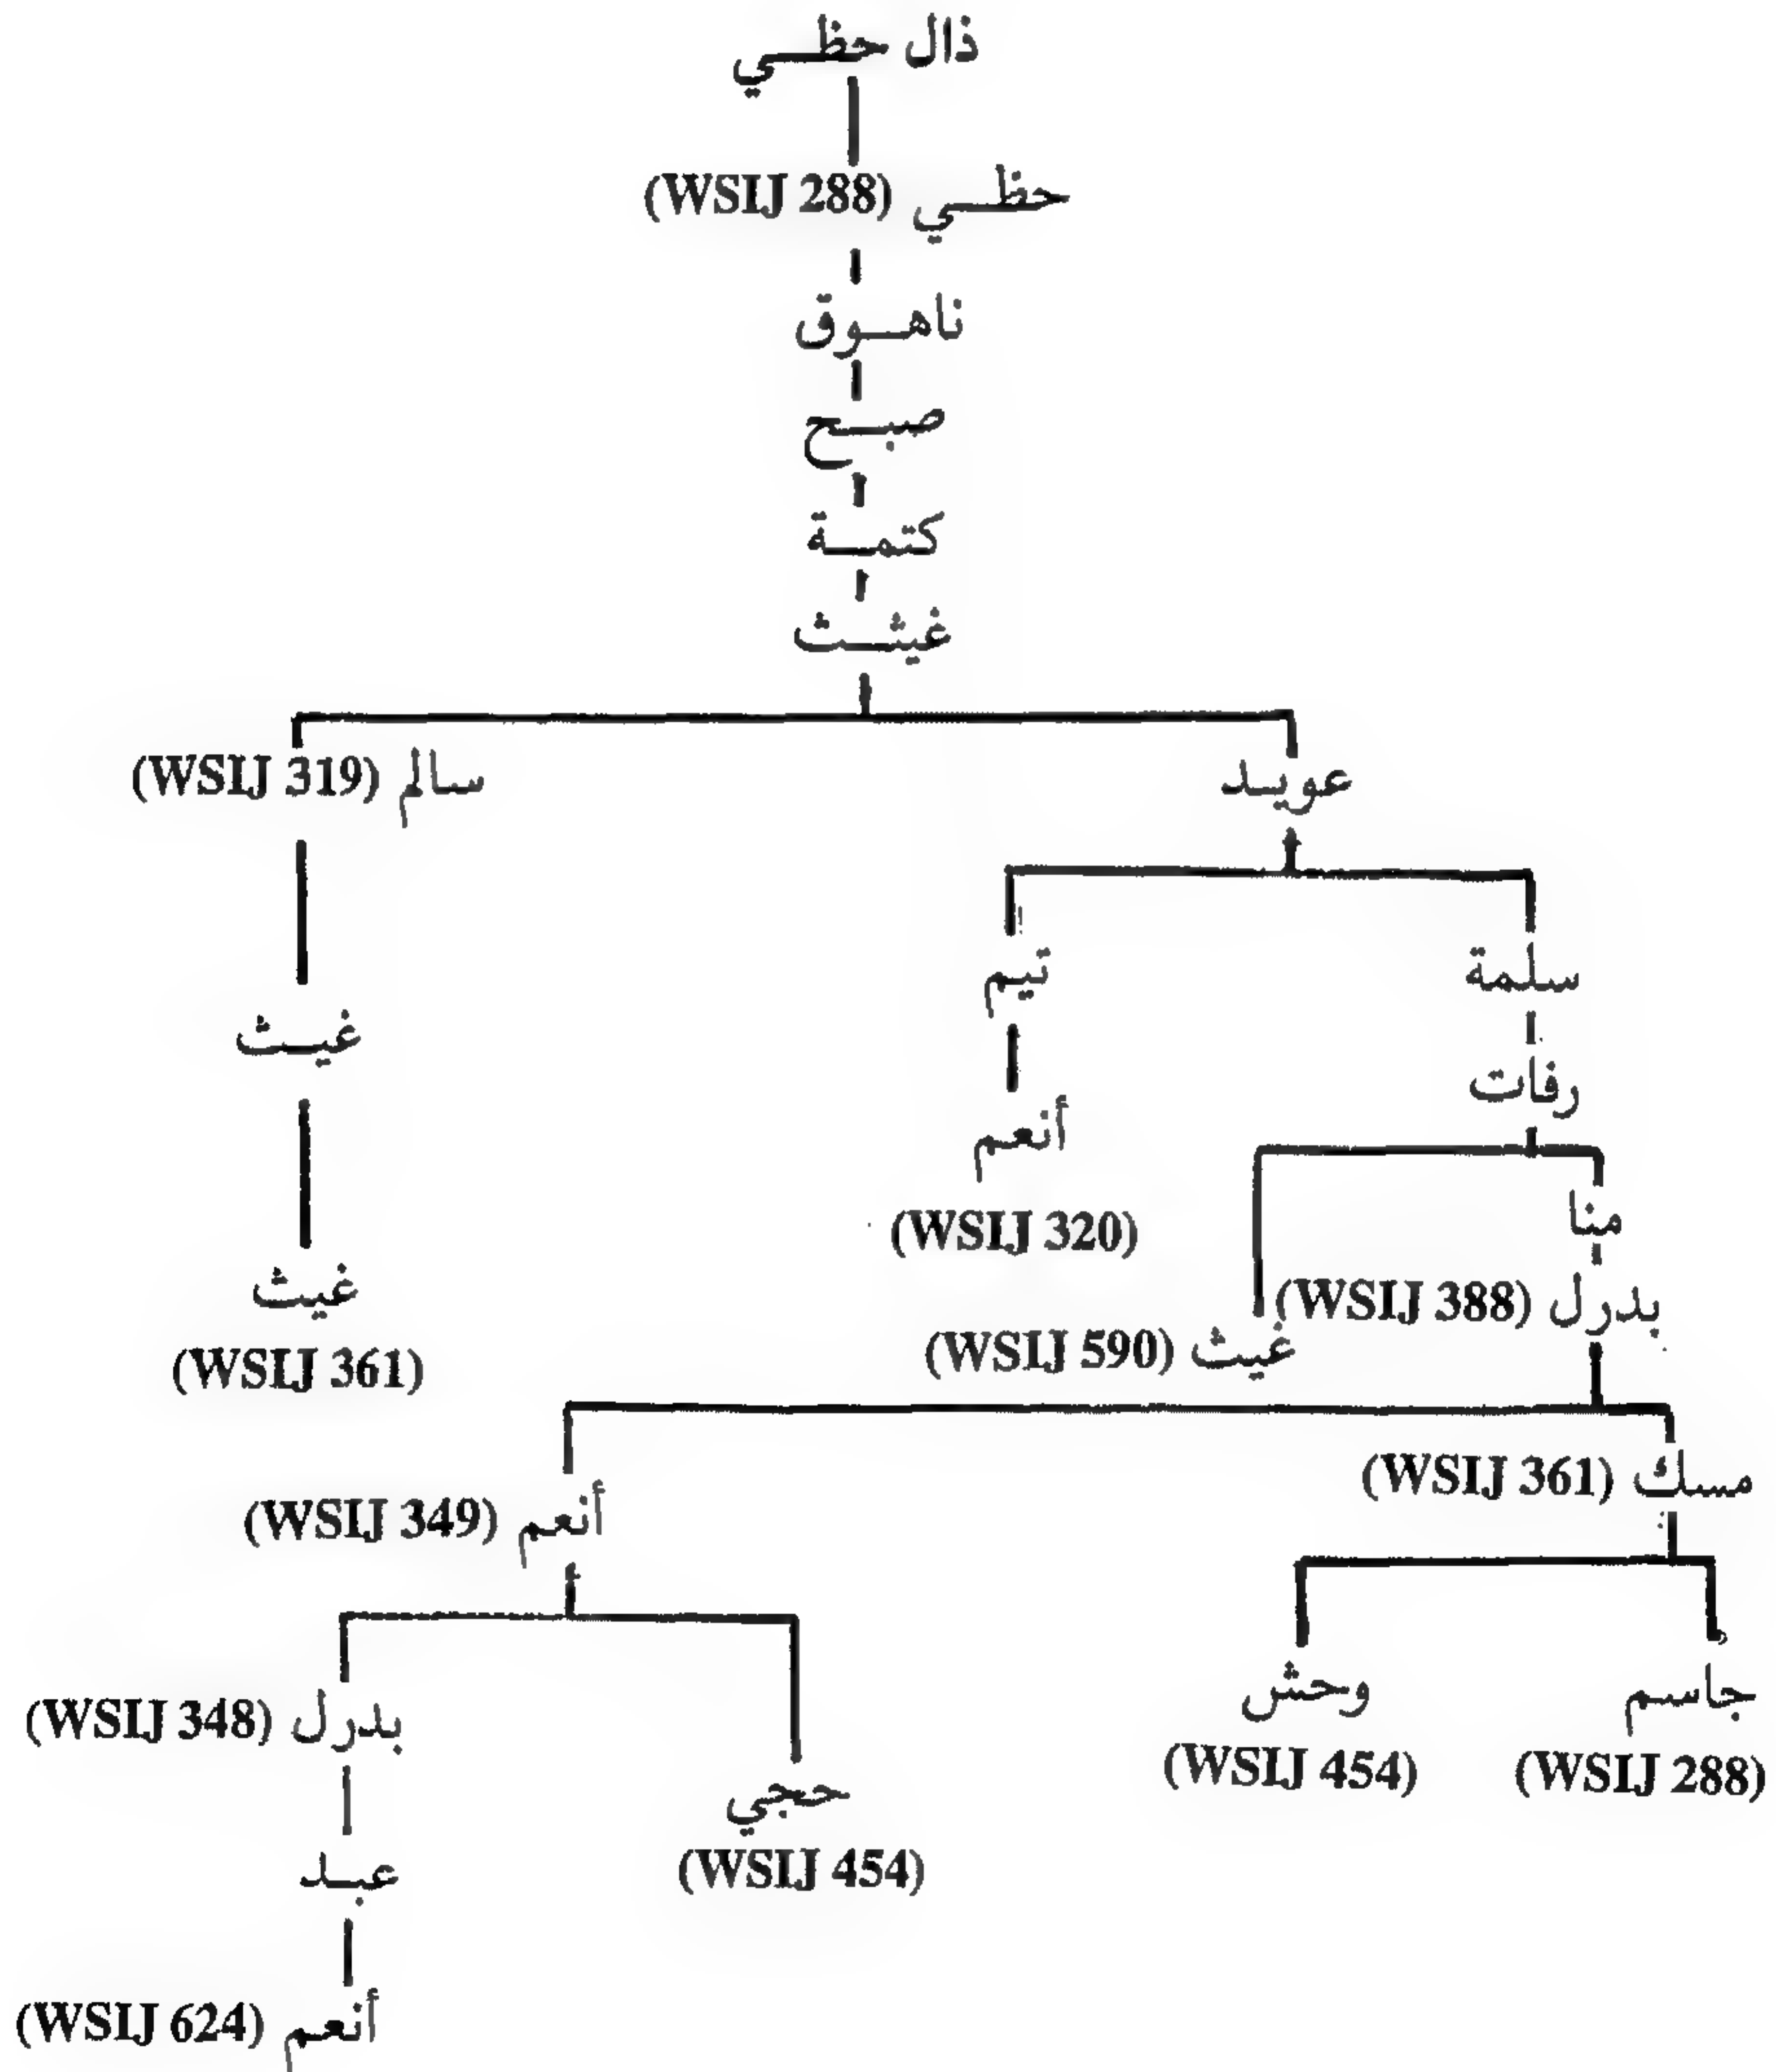 ذال حظي
حظي (WSIJ 288)
ناهوق
صبح
كتمة
غيث
عويد
سالم (WSIJ 319)
سلمة
تيم
غيث
رفات
أنعم
(WSIJ 320)
منا
بدرل (WSIJ 388)
غيث (WSIJ 590)
غيث
(WSIJ 361)
مسك (WSIJ 361)
أنعم (WSIJ 349)
جاسم
(WSIJ 288)
وحش
(WSIJ 454)
حجي
(WSIJ 454)
بدرل (WSIJ 348)
عبد
أنعم (WSIJ 624)